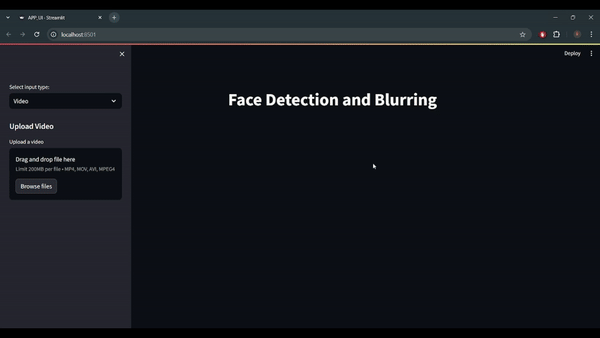 APP_UI · Streamlit
localhost:8501
Deploy
Select input type:
Video
Upload Video
Upload a video
Drag and drop file here
Limit 200MB per file • MP4, MOV, AVI, MPEG4
Browse files
Face Detection and Blurring